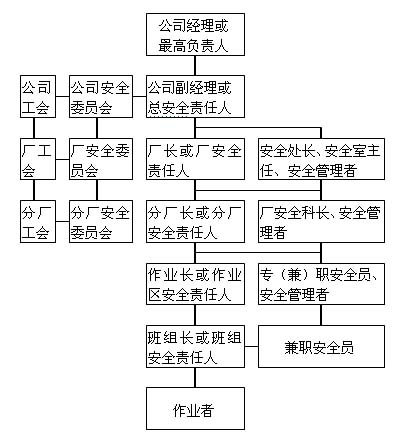 公司经理或
最高负责人
公司
工会
公司安全
委员会
公司副经理或
总安全责任人
厂工
会
厂安全委
员会
厂长或厂安全
责任人
安全处长、安全室主
任、安全管理者
分厂
工会
分厂安全
委员会
分厂长或分厂
安全责任人
厂安全科长、安全管
理者
作业长或作业
区安全责任人
专（兼）职安全员、
安全管理者
班组长或班组
安全责任人
兼职安全员
作业者